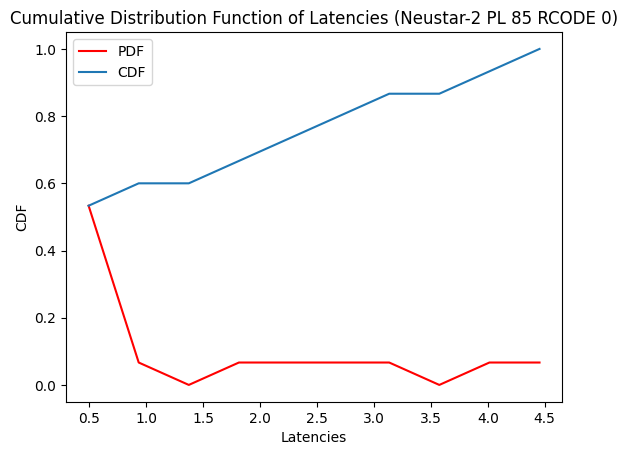 Cumulative Distribution Function of Latencies (Neustar-2 PL 85 RCODE 0)
PDF
CDF
1.0
0.8
0.6
0.4
0.2
0.0
CDF
0.5 1.0 1.5 2.0 2.5 3.0 3.5 4.0 4.5
Latencies